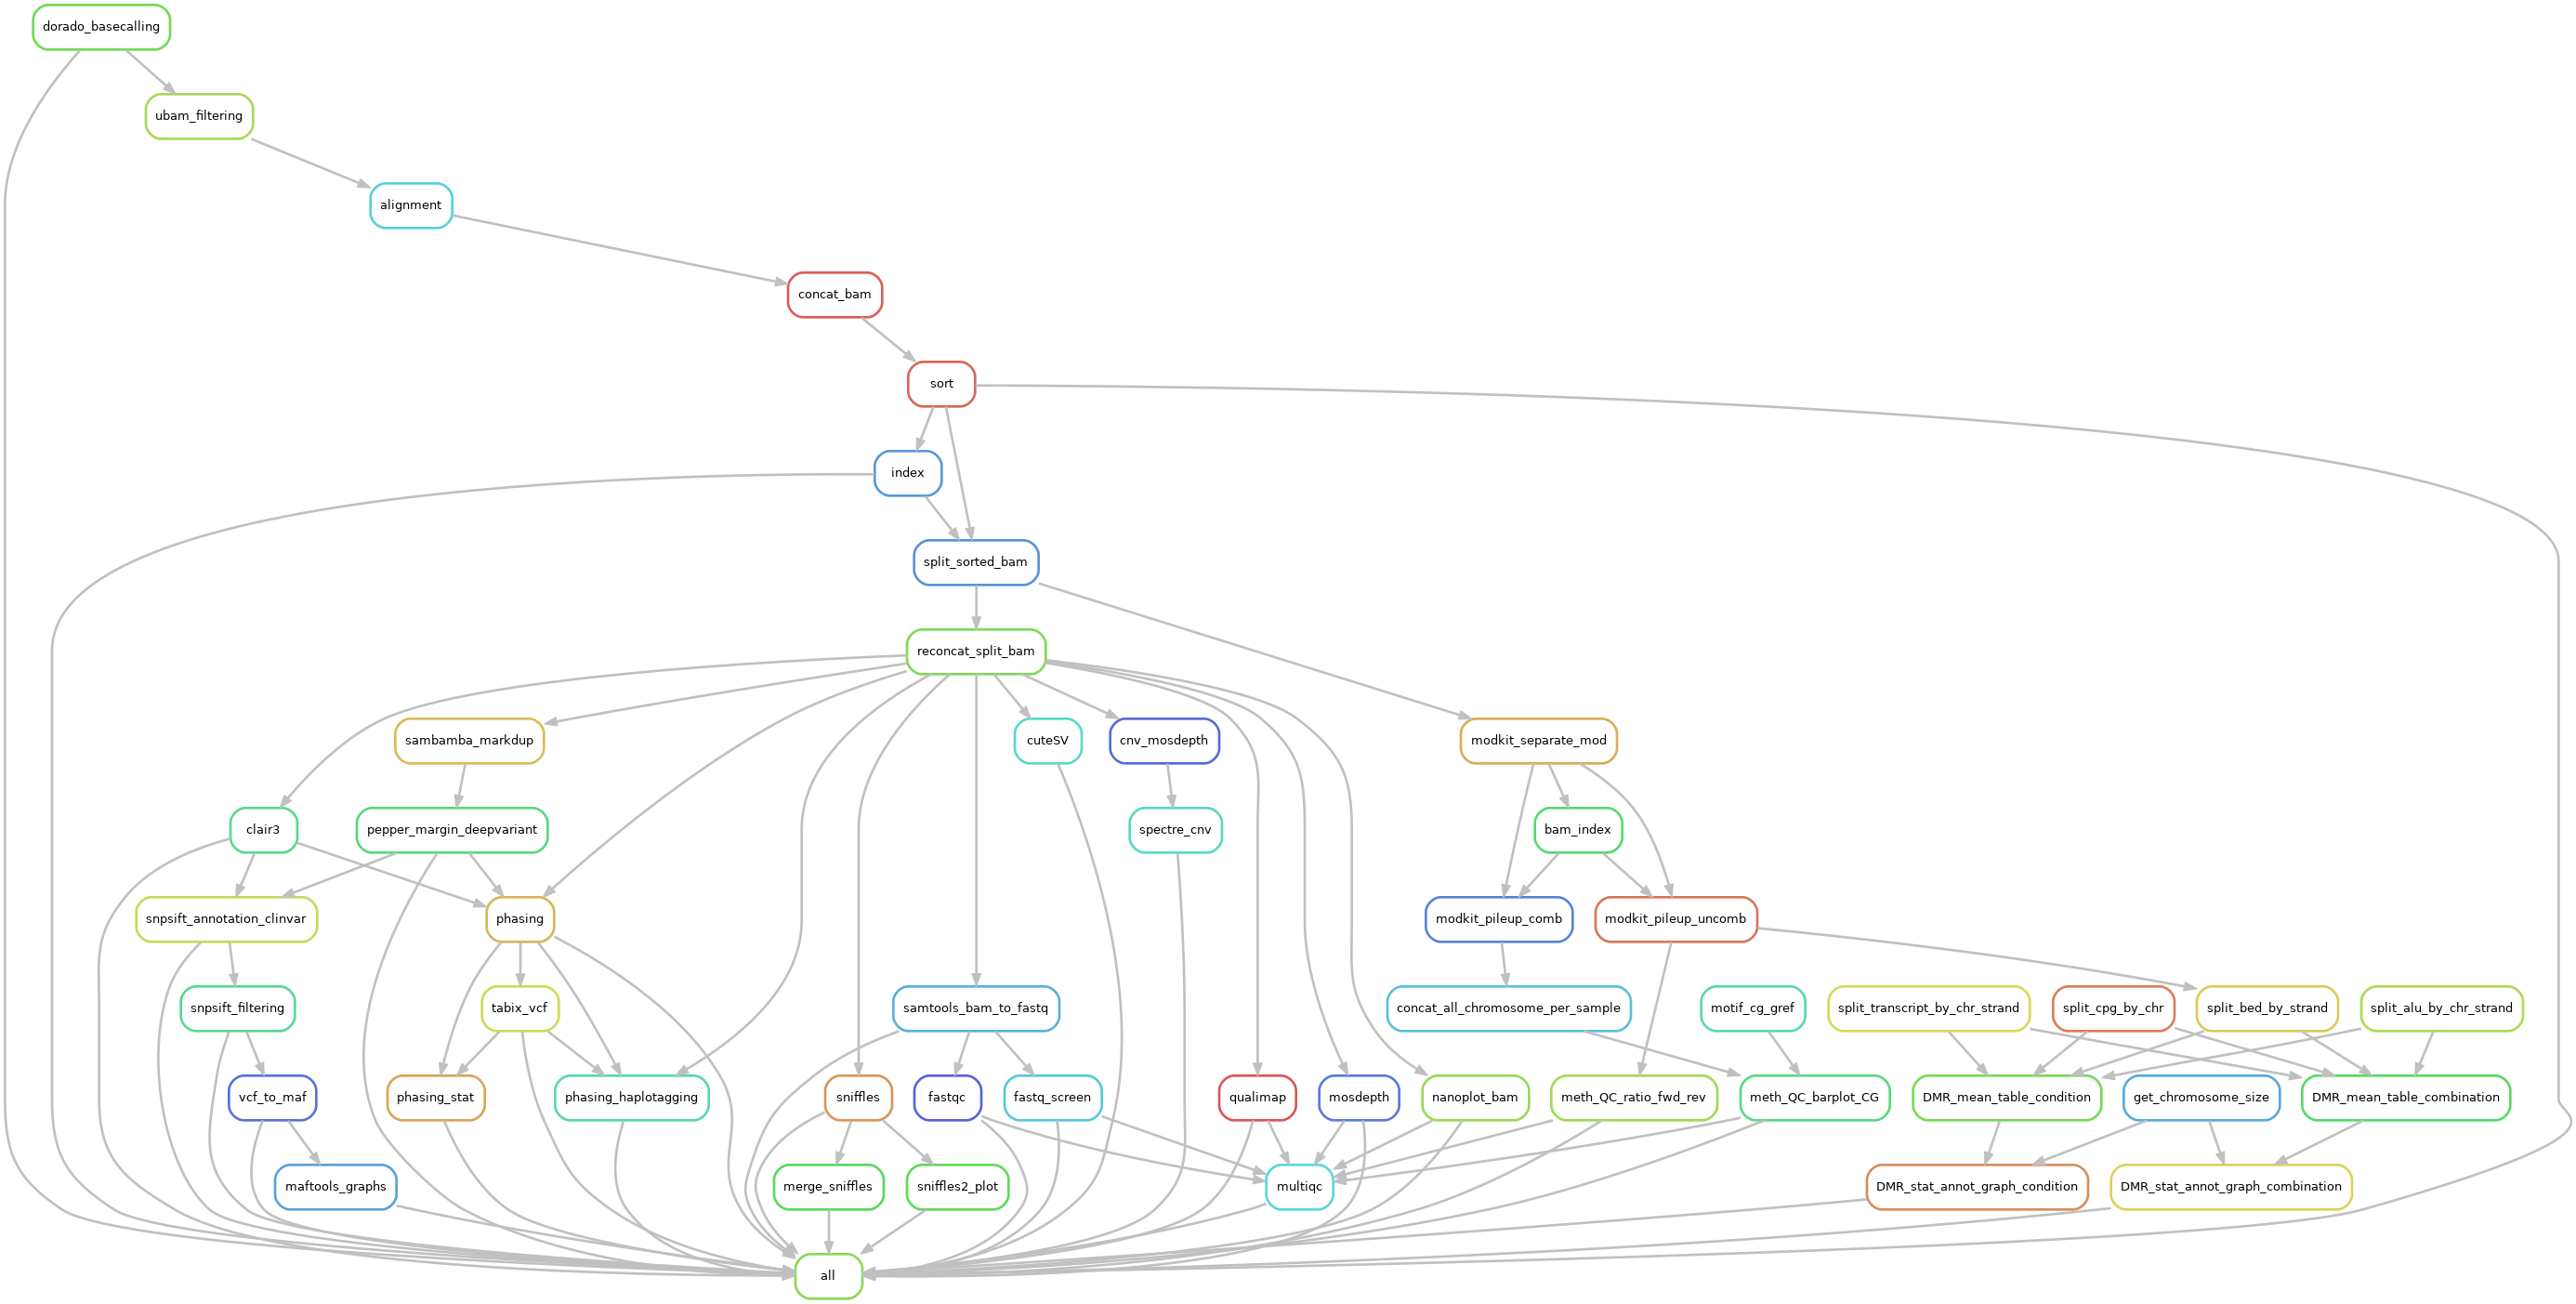 dorado_basecalling
ubam_filtering
alignment
concat_bam
sort
index
split_sorted_bam
reconcat_split_bam
sambamba_markdup
cuteSV
cnv_mosdepth
modkit_separate_mod
clair3
pepper_margin_deepvariant
spectre_cnv
bam_index
snpsift_annotation_clinvar
phasing
modkit_pileup_comb
modkit_pileup_uncomb
snpsift_filtering
tabix_vcf
samtools_bam_to_fastq
concat_all_chromosome_per_sample
motif_cg_gref
split_transcript_by_chr_strand
split_cpg_by_chr
split_bed_by_strand
split_alu_by_chr_strand
vcf_to_maf
phasing_stat
phasing_haplotagging
sniffles
fastqc
fastq_screen
qualimap
mosdepth
nanoplot_bam
meth_QC_ratio_fwd_rev
meth_QC_barplot_CG
DMR_mean_table_condition
get_chromosome_size
DMR_mean_table_combination
maftools_graphs
merge_sniffles
sniffles2_plot
multiqc
DMR_stat_annot_graph_condition
DMR_stat_annot_graph_combination
all